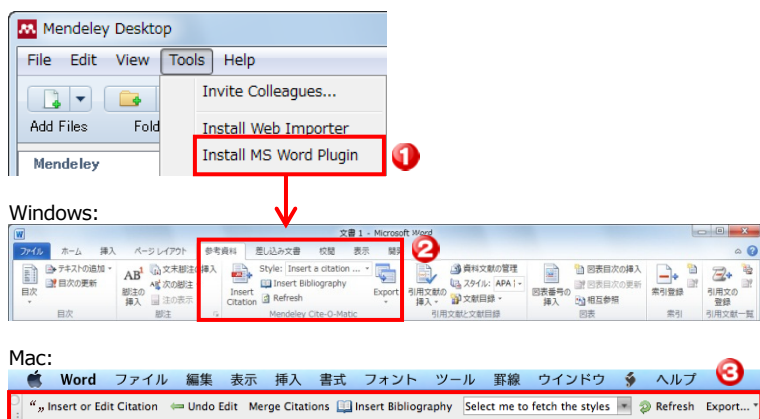 Mendeley Desktop
File Edit View Tools Help
Invite Colleagues...
Add Files Fold
Install Web Importer
Install MS Word Plugin
1
Mendeley
Windows:
W 文書 1 - Microsoft Word
2
ファイル ホーム 挿入 ページ レイアウト 参考資料 差し込み文書 校閲 表示
目次
テキストの追加
目次の更新
目次
AB1
脚注の挿入
文末脚注の挿入
次の脚注
注の表示
脚注
Insert Citation
Style: Insert a citation ...
Insert Bibliography
Refresh
Export
Mendeley Cite-O-Matic
引用文献の挿入
資料文献の管理
スタイル: APA
文献目録
引用文献と文献目録
図表番号の挿入
図表目次の挿入
図表目次の更新
相互参照
図表
索引登録
索引
引用文の登録
引用文献一覧
Mac:
3
Word ファイル 編集 表示 挿入 書式 フォント ツール 罫線 ウインドウ ヘルプ
Insert or Edit Citation Undo Edit Merge Citations Insert Bibliography Select me to fetch the styles Refresh Export...